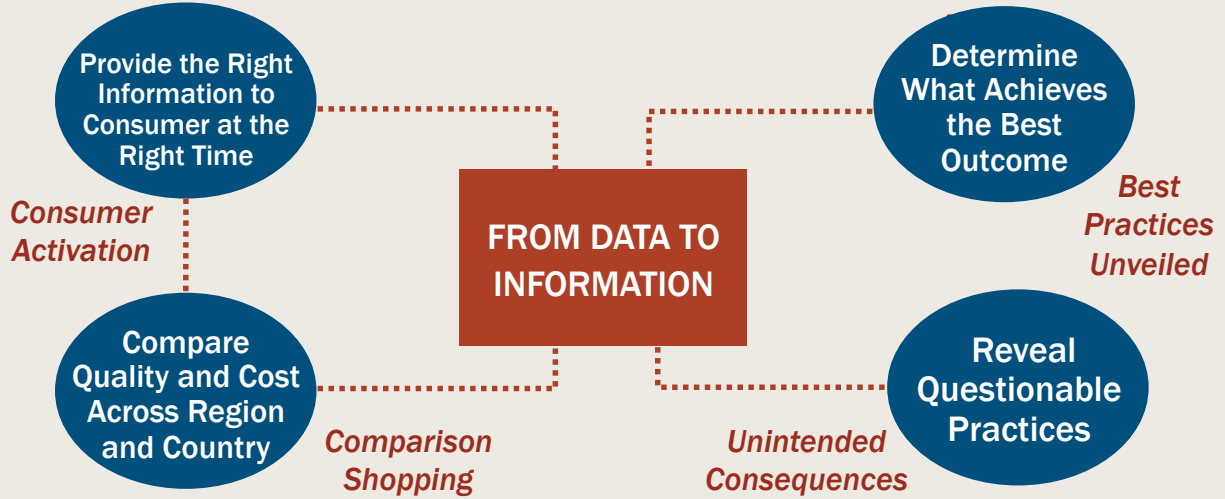 Provide the Right
Information to
Consumer at the
Right Time
Determine
What Achieves
the Best
Outcome
Consumer
Activation
FROM DATA TO
INFORMATION
Best
Practices
Unveiled
Compare
Quality and Cost
Across Region
and Country
Comparison
Shopping
Unintended
Consequences
Reveal
Questionable
Practices